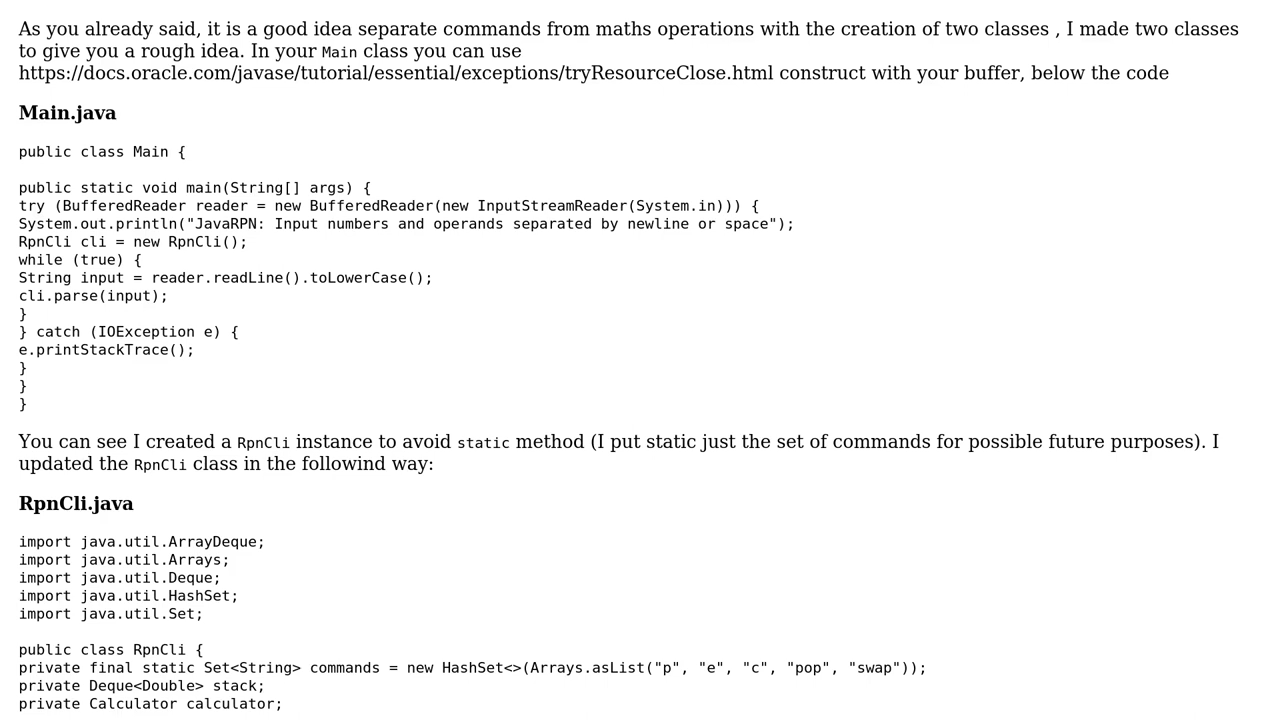 As you already said, it is a good idea separate commands from maths operations with the creation of two classes , I made two classes
to give you a rough idea. In your Main class you can use
https://docs.oracle.com/javase/tutorial/essential/exceptions/tryResourceClose.html construct with your buffer, below the code
Main.java
public class Main {
public static void main(String[] args) {
try (BufferedReader reader = new BufferedReader(new InputStreamReader(System.in))) {
System.out.println("JavaRPN: Input numbers and operands separated by newline or space");
RpnCli cli = new RpnCli();
while (true) {
String input = reader.readLine().toLowerCase();
cli.parse(input);
}
} catch (IOException e) {
e.printStackTrace();
}
}
}
You can see I created a RpnCli instance to avoid static method (I put static just the set of commands for possible future purposes). I
updated the RpnCli class in the followind way:
RpnCli.java
import java.util.ArrayDeque;
import java.util.Arrays;
import java.util.Deque;
import java.util.HashSet;
import java.util.Set;
public class RpnCli {
private final static Set<String> commands = new HashSet<>(Arrays.asList("p", "e", "c", "pop", "swap"));
private Deque<Double> stack;
private Calculator calculator;